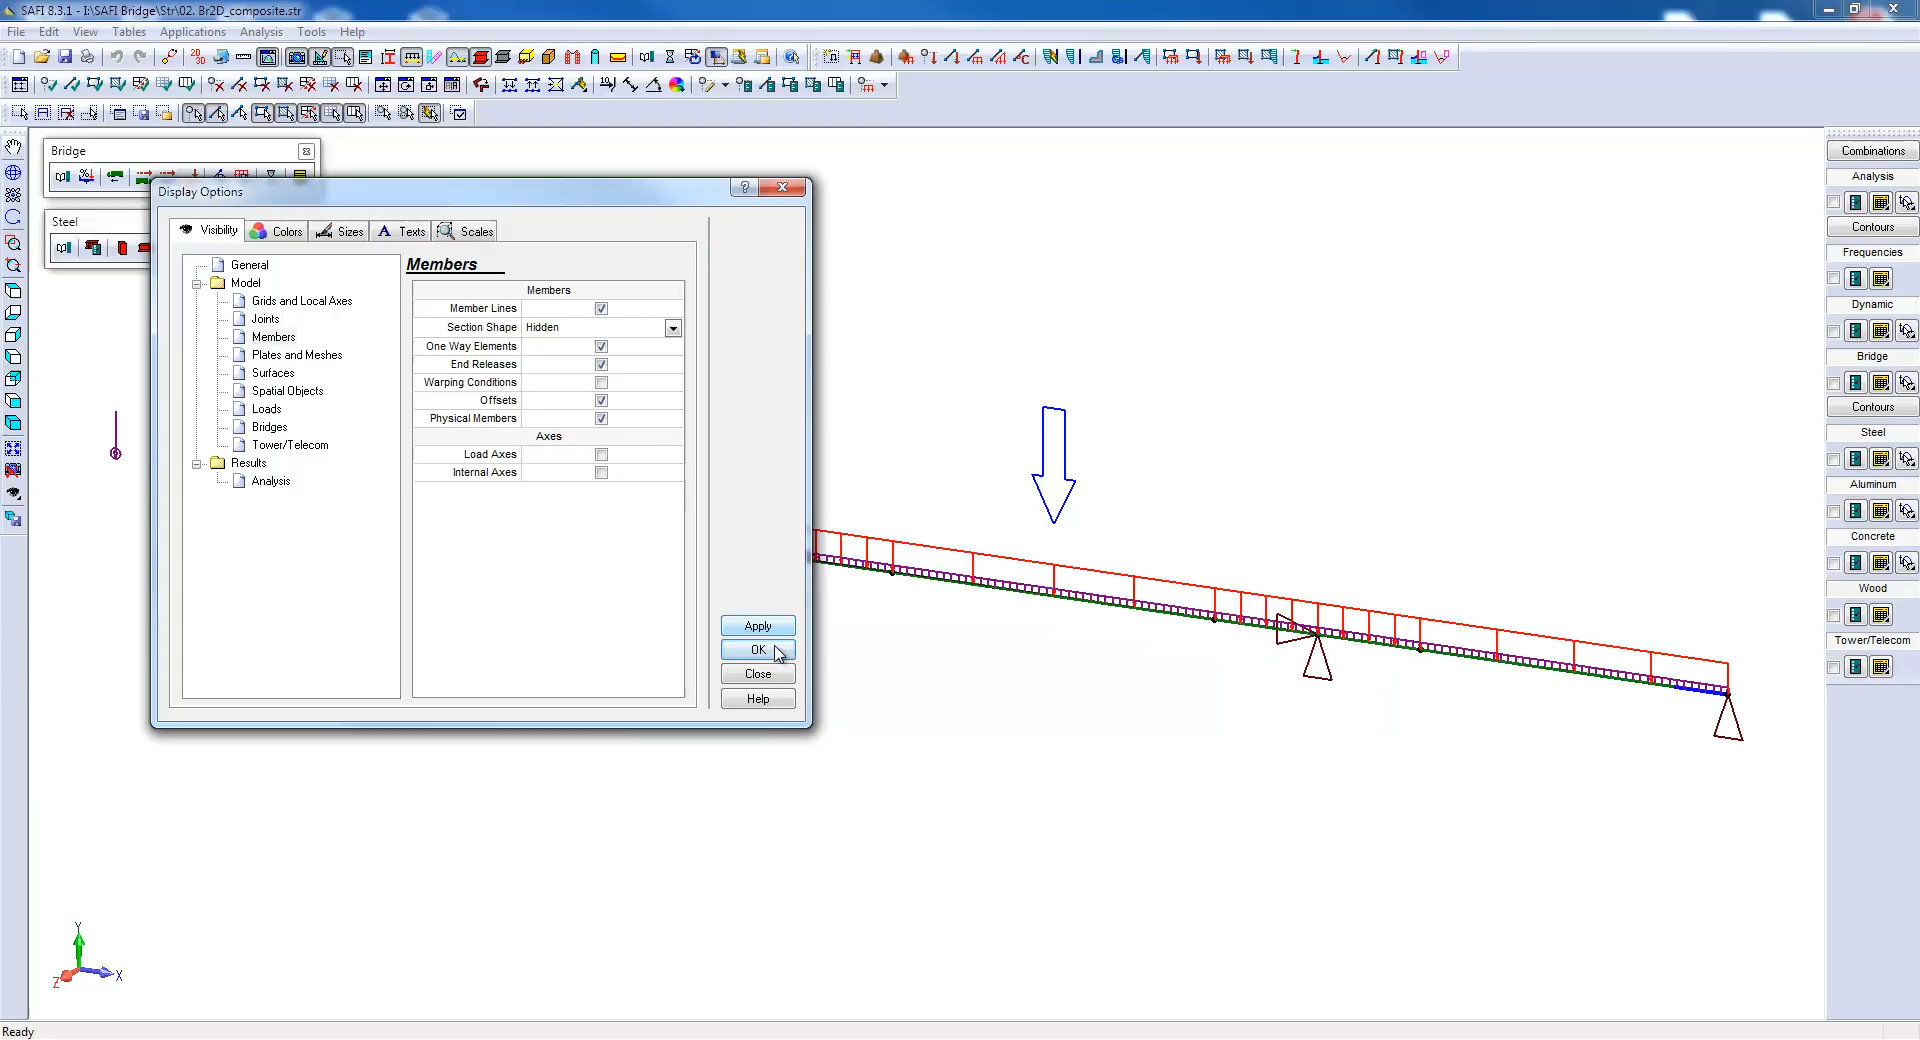 SAFI 8.3.1 - I:\SAFI Bridge\Str\02. Br2D_composite.str
File Edit View Tables Applications Analysis Tools Help
Bridge
Steel
Display Options
Visibility Colors Sizes Texts Scales
General
Model
Grids and Local Axes
Joints
Members
Plates and Meshes
Surfaces
Spatial Objects
Loads
Bridges
Tower/Telecom
Results
Analysis
Members
Members
Member Lines
Section Shape Hidden
One Way Elements
End Releases
Warping Conditions
Offsets
Physical Members
Axes
Load Axes
Internal Axes
Apply
OK
Close
Help
Combinations
Analysis
Contours
Frequencies
Dynamic
Bridge
Contours
Steel
Aluminum
Concrete
Wood
Tower/Telecom
Y
X
Z
Ready